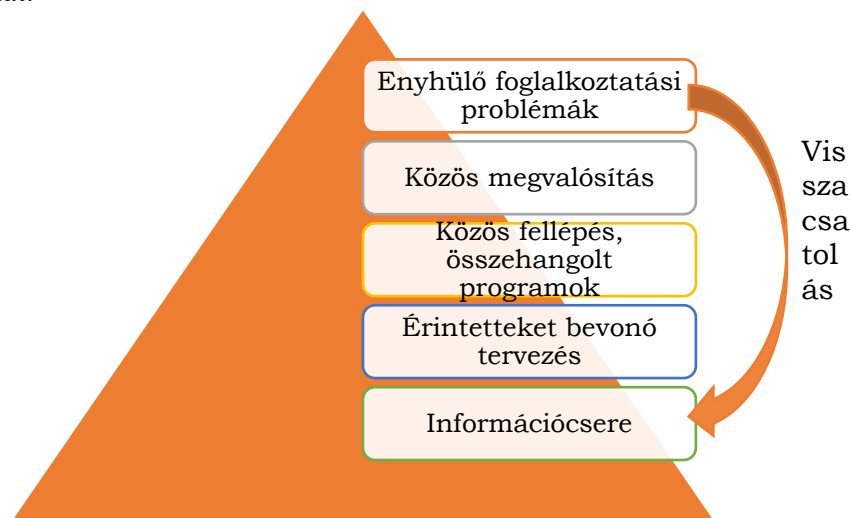 Enyhülő foglalkoztatási
problémák
Közös megvalósítás
Közös fellépés,
összehangolt
programok
Érintetteket bevonó
tervezés
Információcsere
Vis
sza
csa
tol
ás